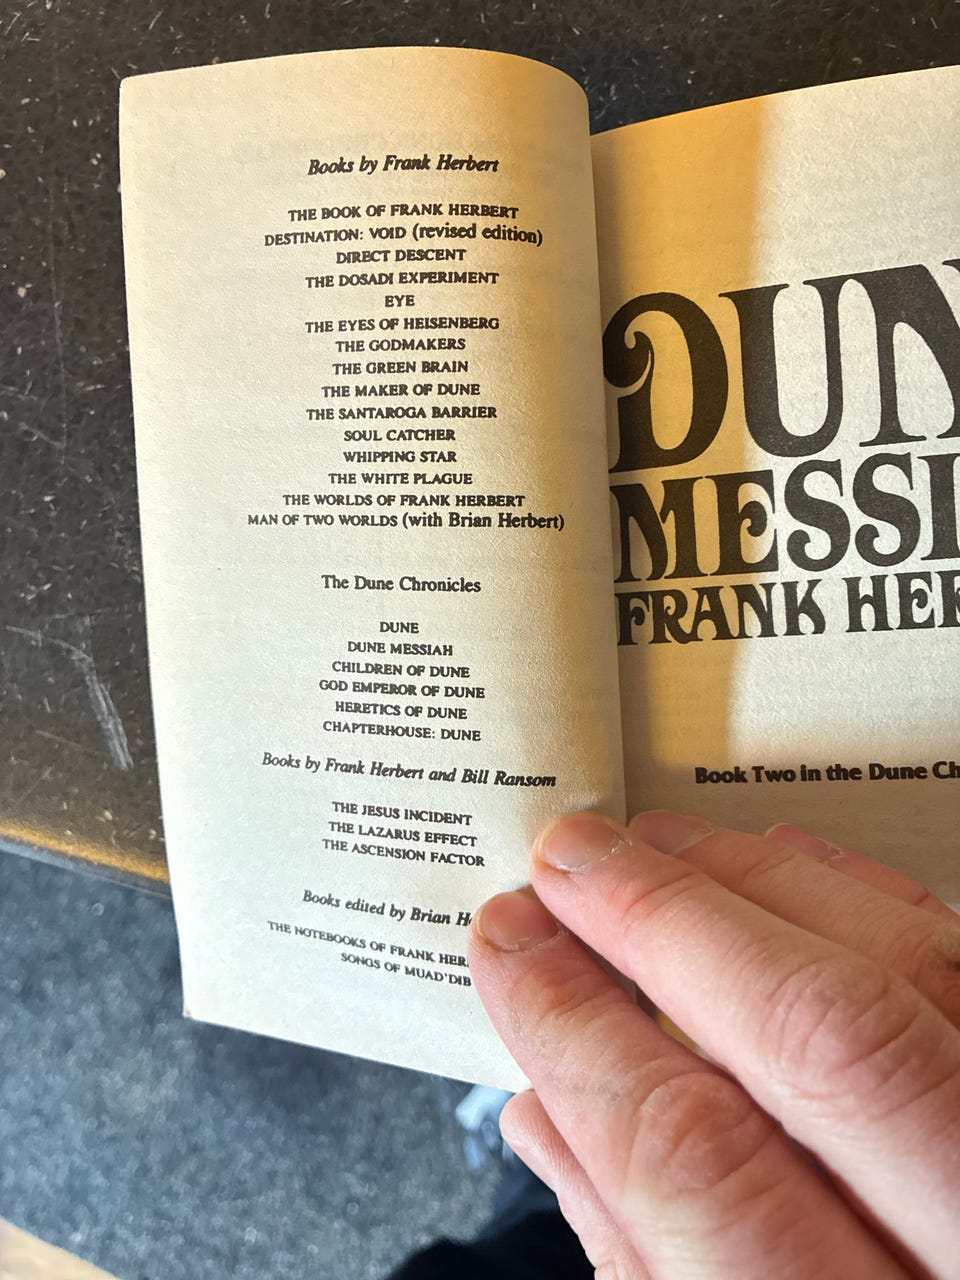 Books by Frank Herbert
THE BOOK OF FRANK HERBERT
DESTINATION: VOID (revised edition)
DIRECT DESCENT
THE DOSADI EXPERIMENT
EYE
THE EYES OF HEISENBERG
THE GODMAKERS
THE GREEN BRAIN
THE MAKER OF DUNE
THE SANTAROGA BARRIER
SOUL CATCHER
WHIPPING STAR
THE WHITE PLAGUE
THE WORLDS OF FRANK HERBERT
MAN OF TWO WORLDS (with Brian Herbert)
The Dune Chronicles
DUNE
DUNE MESSIAH
CHILDREN OF DUNE
GOD EMPEROR OF DUNE
HERETICS OF DUNE
CHAPTERHOUSE: DUNE
Books by Frank Herbert and Bill Ransom
THE JESUS INCIDENT
THE LAZARUS EFFECT
THE ASCENSION FACTOR
Books edited by Brian
THE NOTEBOOKS OF FRANK
SONGS OF MUAD'DIB
DUN
MESSI
FRANK HER
Book Two in the Dune Ch